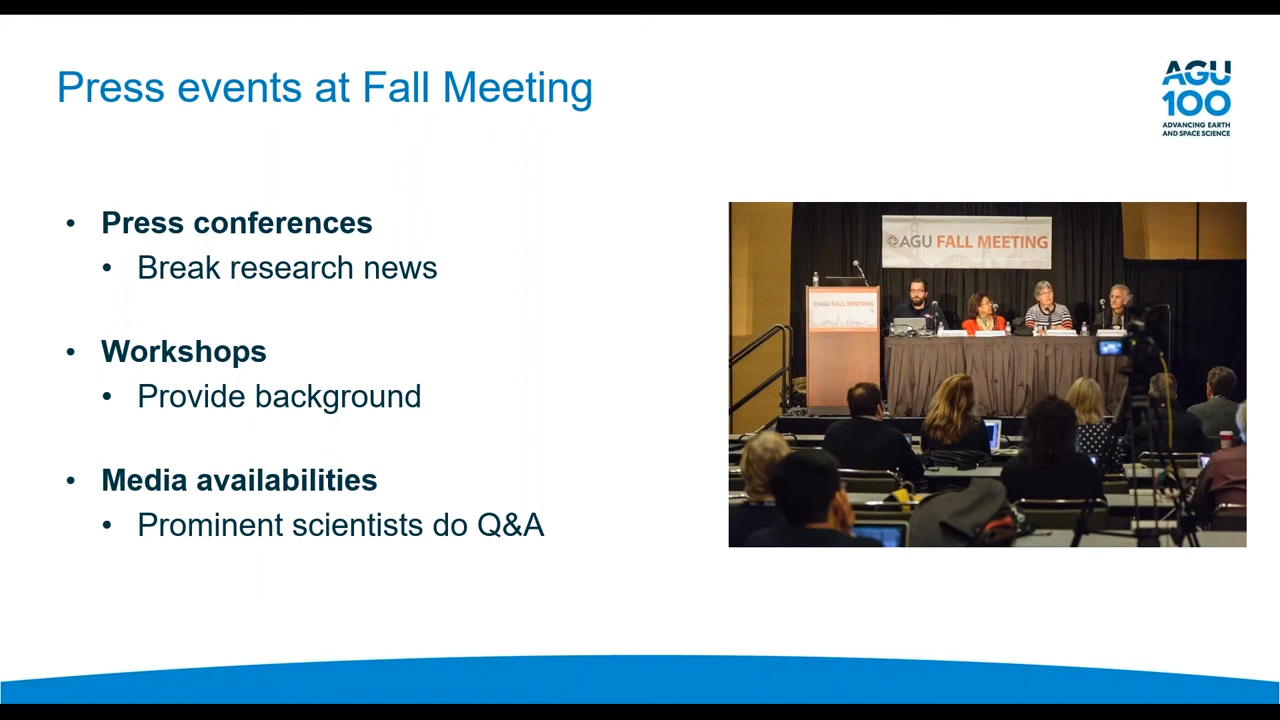 Press events at Fall Meeting
AGU
100
ADVANCING EARTH
AND SPACE SCIENCE
• Press conferences
• Break research news
• Workshops
• Provide background
• Media availabilities
• Prominent scientists do Q&A
AGU FALL MEETING
AGU FALL MEETING